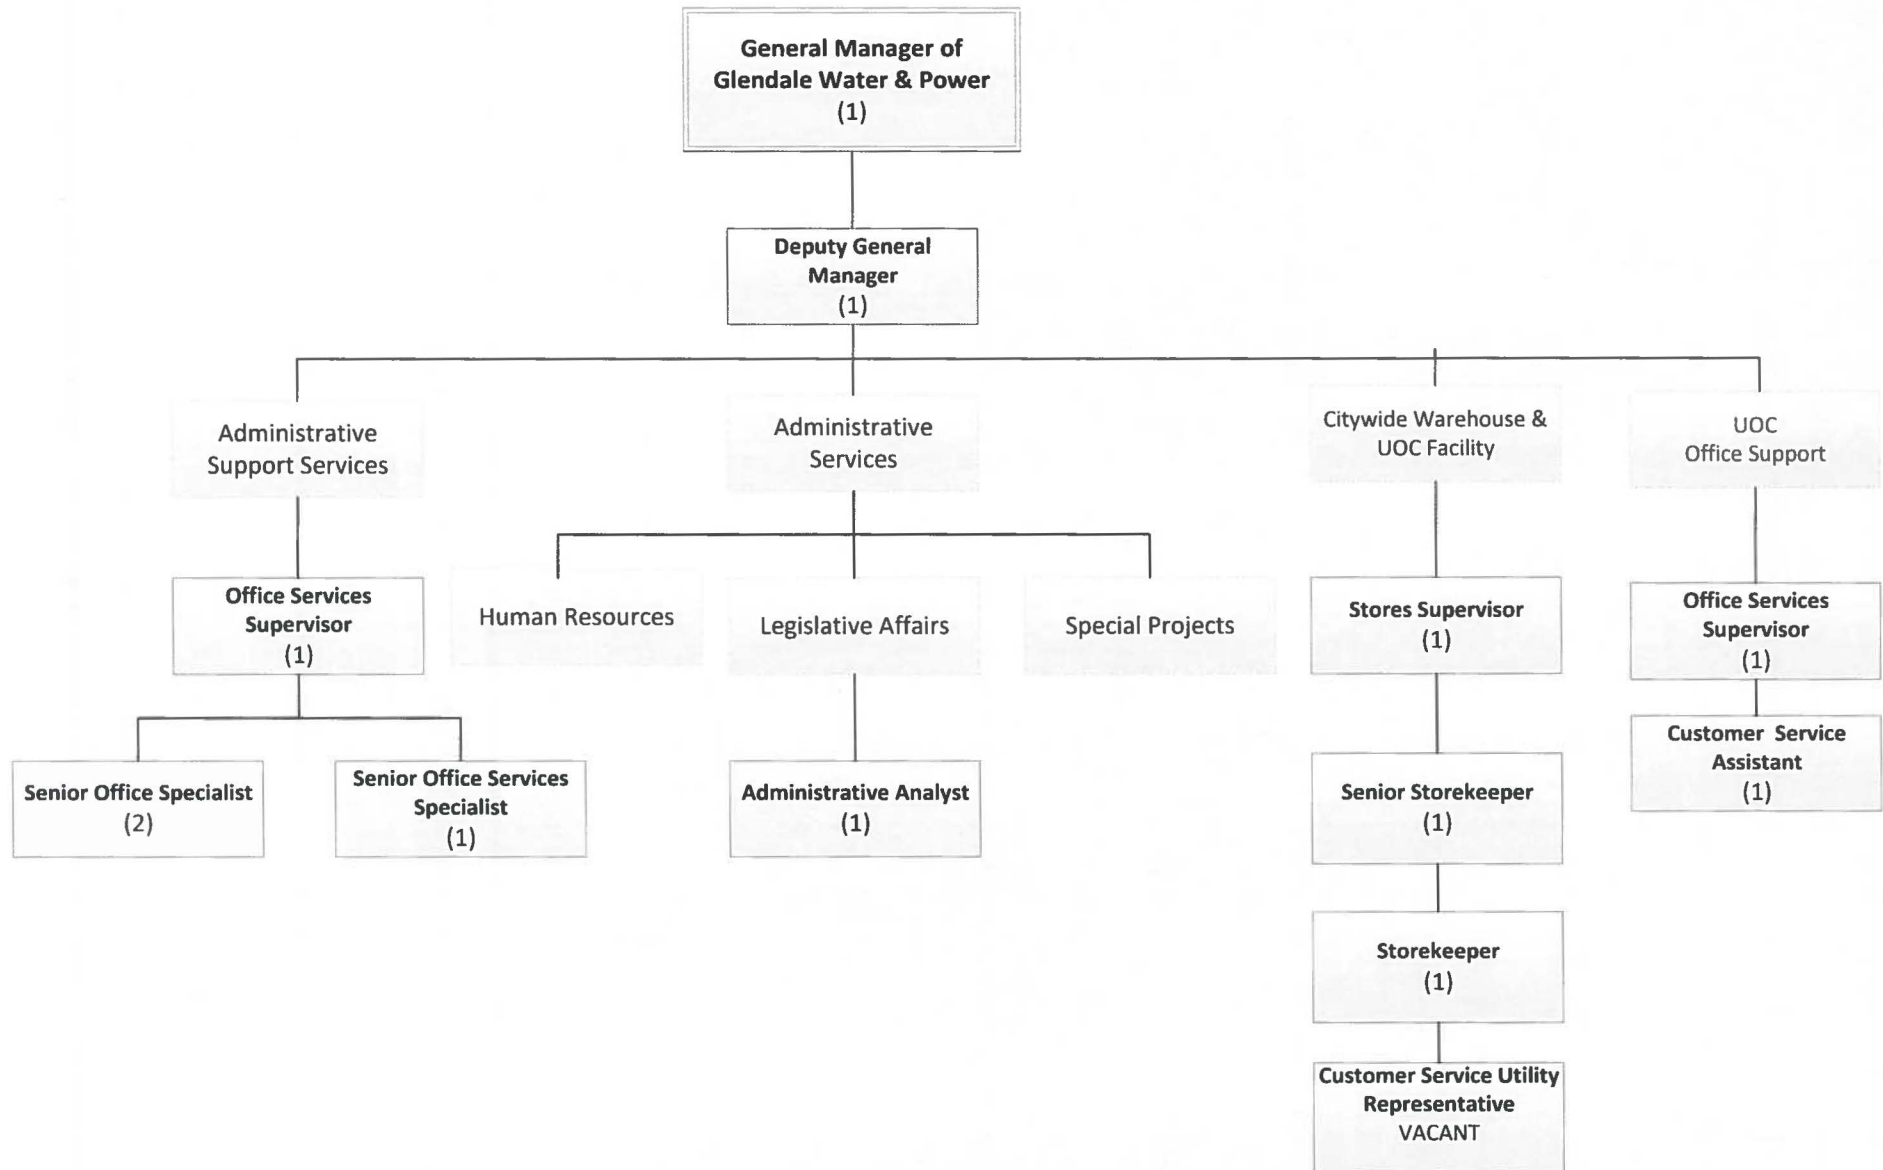 General Manager of
Glendale Water & Power
(1)
Deputy General
Manager
(1)
Administrative
Support Services
Administrative
Services
Citywide Warehouse &
UOC Facility
UOC
Office Support
Office Services
Supervisor
(1)
Human Resources
Legislative Affairs
Special Projects
Stores Supervisor
(1)
Office Services
Supervisor
(1)
Senior Office Specialist
(2)
Senior Office Services
Specialist
(1)
Administrative Analyst
(1)
Senior Storekeeper
(1)
Customer Service
Assistant
(1)
Storekeeper
(1)
Customer Service Utility
Representative
VACANT